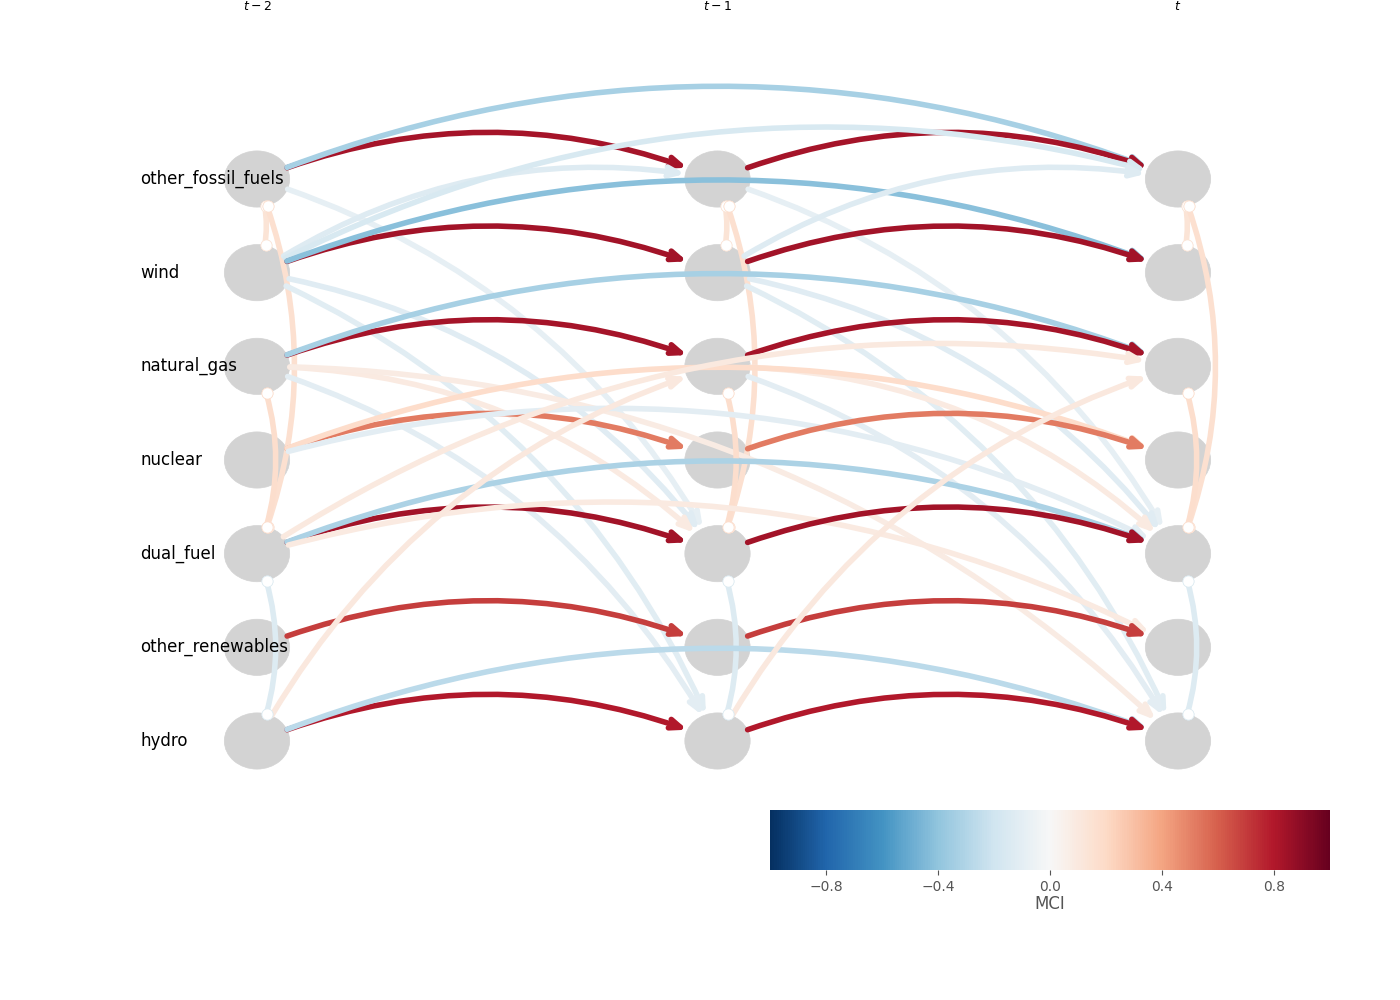 t − 2 t − 1 t
other_fossil_fuels
wind
natural_gas
nuclear
dual_fuel
other_renewables
hydro
−0.8 −0.4 0.0 0.4 0.8
MCI